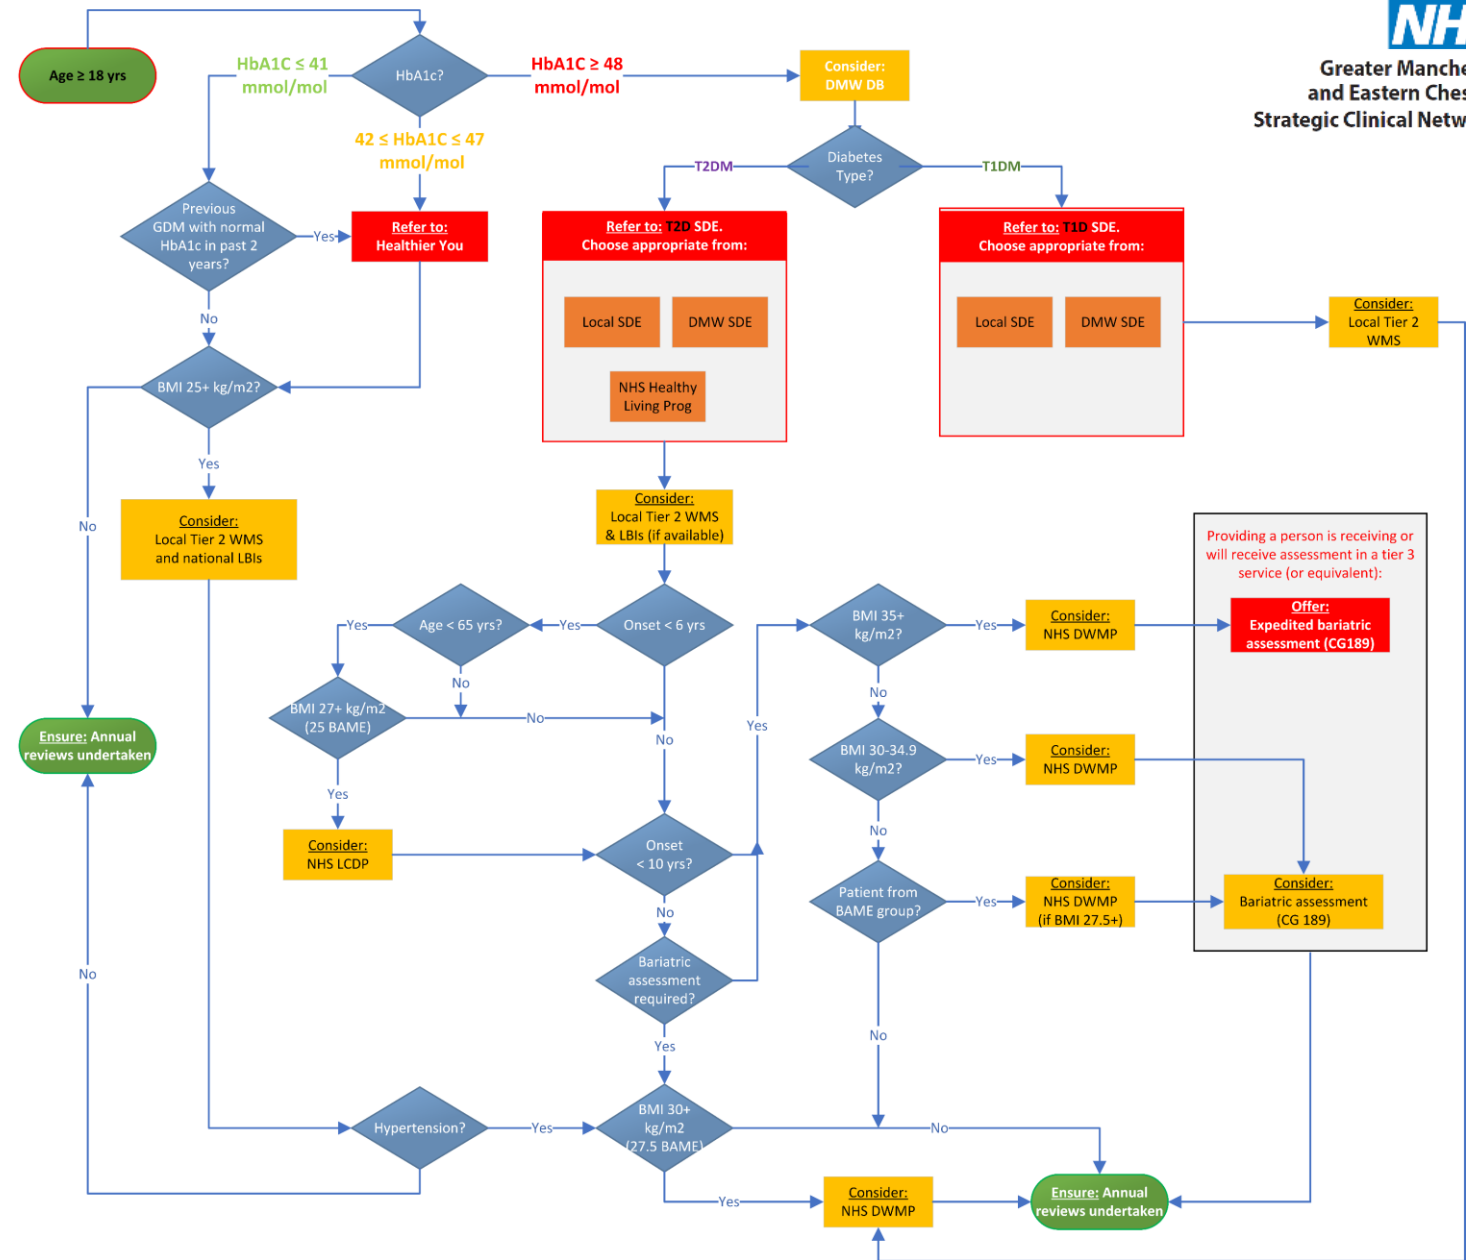 NH
Greater Manche
and Eastern Ches
Strategic Clinical Netw
Age ≥ 18 yrs
HbA1C ≤ 41
mmol/mol
HbA1c?
HbA1C ≥ 48
mmol/mol
Consider:
DMW DB
42 ≤ HbA1C ≤ 47
mmol/mol
T2DM
Diabetes
Type?
T1DM
Previous
GDM with normal
HbA1c in past 2
years?
Yes
Refer to:
Healthier You
Refer to: T2D SDE.
Choose appropriate from:
Local SDE
DMW SDE
NHS Healthy
Living Prog
Refer to: T1D SDE.
Choose appropriate from:
Local SDE
DMW SDE
Consider:
Local Tier 2
WMS
No
BMI 25+ kg/m2?
Yes
No
Consider:
Local Tier 2 WMS
and national LBIs
Consider:
Local Tier 2 WMS
& LBIs (if available)
Providing a person is receiving or
will receive assessment in a tier 3
service (or equivalent):
Yes
Age < 65 yrs?
Yes
Onset < 6 yrs
BMI 35+
kg/m2?
Yes
Consider:
NHS DWMP
Offer:
Expedited bariatric
assessment (CG189)
No
No
BMI 27+ kg/m2
(25 BAME)
No
No
Yes
Ensure: Annual
reviews undertaken
BMI 30-34.9
kg/m2?
Yes
Consider:
NHS DWMP
Yes
No
Consider:
NHS LCDP
Onset
< 10 yrs?
Patient from
BAME group?
Yes
Consider:
NHS DWMP
(if BMI 27.5+)
Consider:
Bariatric assessment
(CG 189)
No
No
Bariatric
assessment
required?
No
Yes
Hypertension?
Yes
BMI 30+
kg/m2
(27.5 BAME)
No
Yes
Consider:
NHS DWMP
Ensure: Annual
reviews undertaken